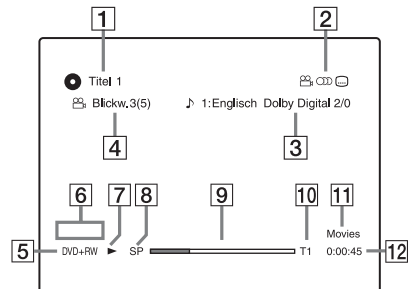 1
2
Titel 1
Blickw. 3(5)
1:Englisch Dolby Digital 2/0
4
3
6
7
8
9
10
11
Movies
5
DVD+RW
SP
T1
0:00:45
12